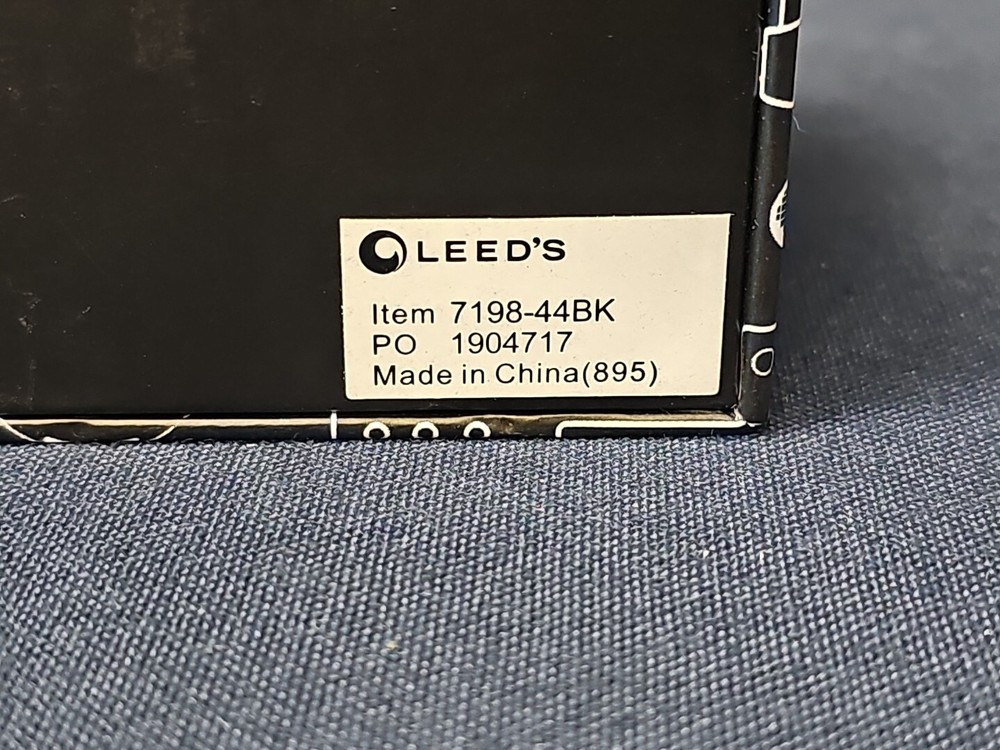 LEED'S
Item 7198-44BK
PO 1904717
Made in China(895)